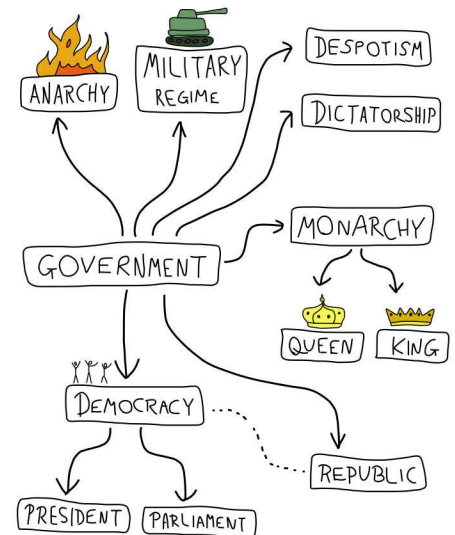 ANARCHY
MILITARY
REGIME
DESPOTISM
DICTATORSHIP
MONARCHY
GOVERNMENT
QUEEN
KING
DEMOCRACY
REPUBLIC
PRESIDENT
PARLIAMENT